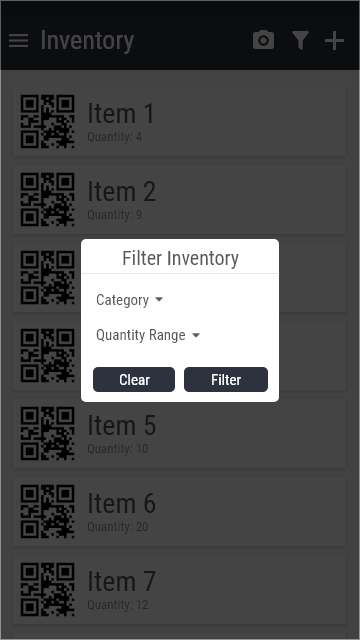 Inventory
Item 1
Quantity: 4
Item 2
Quantity: 9
Filter Inventory
Category
Quantity Range
Clear
Filter
Item 5
Quantity: 10
Item 6
Quantity: 20
Item 7
Quantity: 12